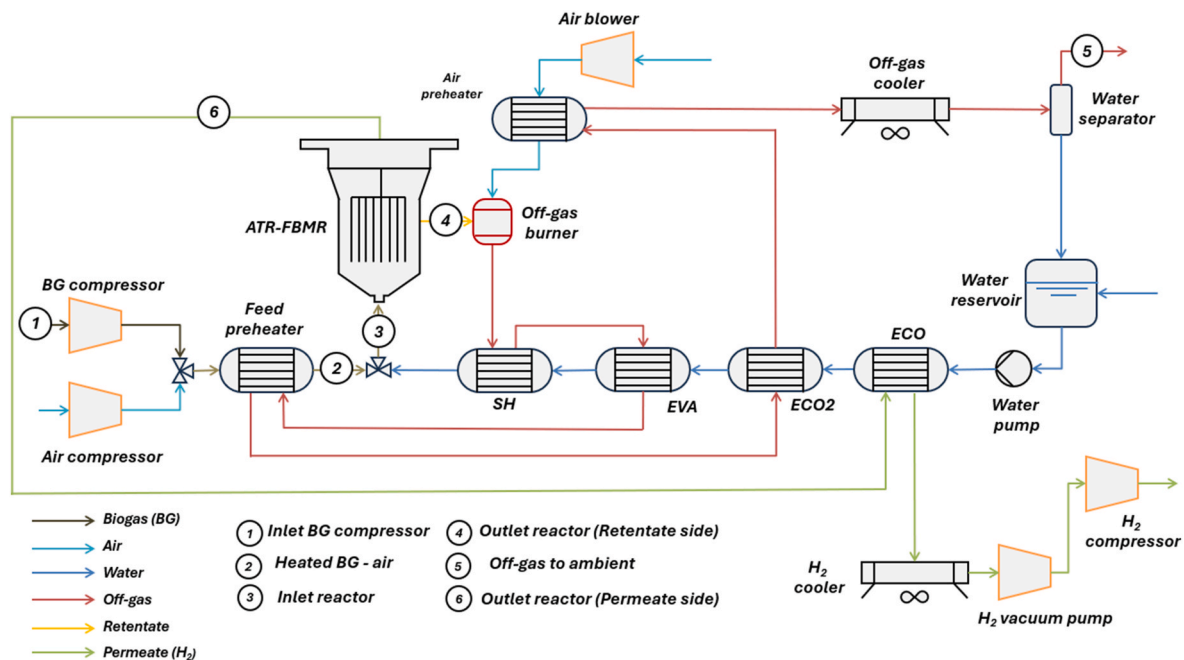 Air blower
Air
preheater
Off-gas
cooler
5
Water
separator
6
ATR-FBMR
4
Off-gas
burner
BG compressor
1
Feed
preheater
3
2
Water
reservoir
SH
EVA
ECO2
ECO
Water
pump
Air compressor
H2
compressor
H2
cooler
H2 vacuum pump
Biogas (BG)
Air
Water
Off-gas
Retentate
Permeate (H2)
1 Inlet BG compressor
2 Heated BG - air
3 Inlet reactor
4 Outlet reactor (Retentate side)
5 Off-gas to ambient
6 Outlet reactor (Permeate side)